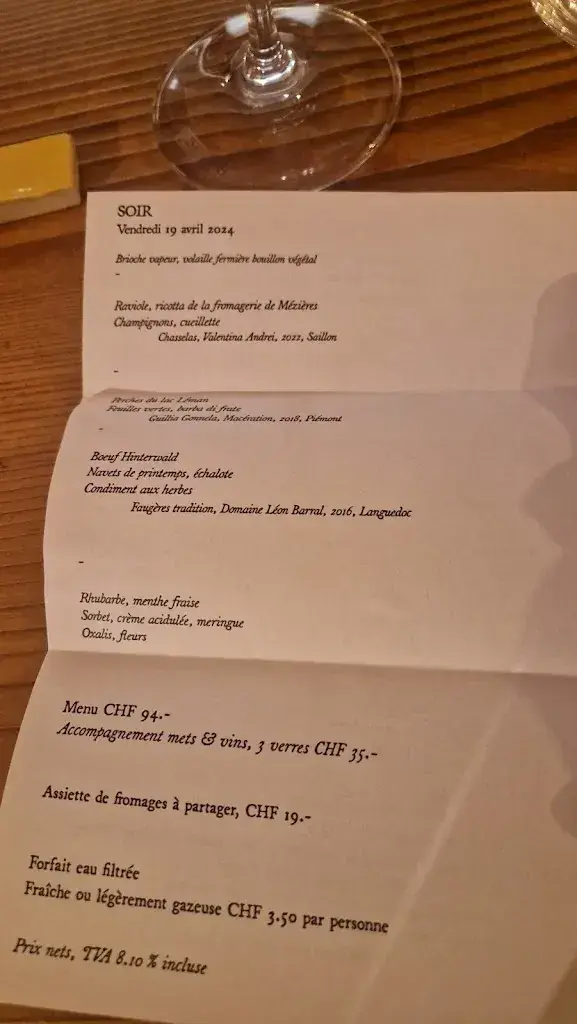 SOIR
Vendredi 19 avril 2024
Brioche vapeur, volaille fermière bouillon végétal
-
Raviole, ricotta de la fromagerie de Mézières
Champignons, cueillette
Chasselas, Valentina Andrei, 2022, Saillon
-
Perches du lac Léman
Feuilles vertes, barba di frate
Guillia Gonnela, Macération, 2018, Piémont
-
Boeuf Hinterwald
Navets de printemps, échalote
Condiment aux herbes
Faugères tradition, Domaine Léon Barral, 2016, Languedoc
-
Rhubarbe, menthe fraise
Sorbet, crème acidulée, meringue
Oxalis, fleurs
Menu CHF 94.-
Accompagnement mets & vins, 3 verres CHF 35.-
Assiette de fromages à partager, CHF 19.-
Forfait eau filtrée
Fraîche ou légèrement gazeuse CHF 3.50 par personne
Prix nets, TVA 8.10 % incluse